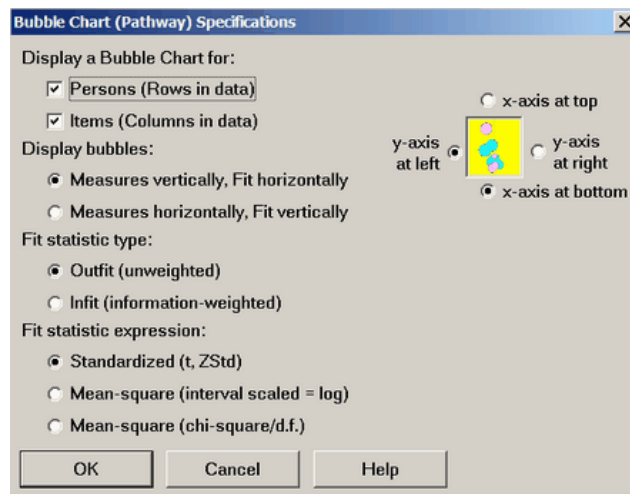 Bubble Chart (Pathway) Specifications
Display a Bubble Chart for:
Persons (Rows in data)
Items (Columns in data)
Display bubbles:
Measures vertically, Fit horizontally
Measures horizontally, Fit vertically
Fit statistic type:
Outfit (unweighted)
Infit (information-weighted)
Fit statistic expression:
Standardized (t, ZStd)
Mean-square (interval scaled = log)
Mean-square (chi-square/d.f.)
x-axis at top
y-axis
at left
y-axis
at right
x-axis at bottom
OK
Cancel
Help